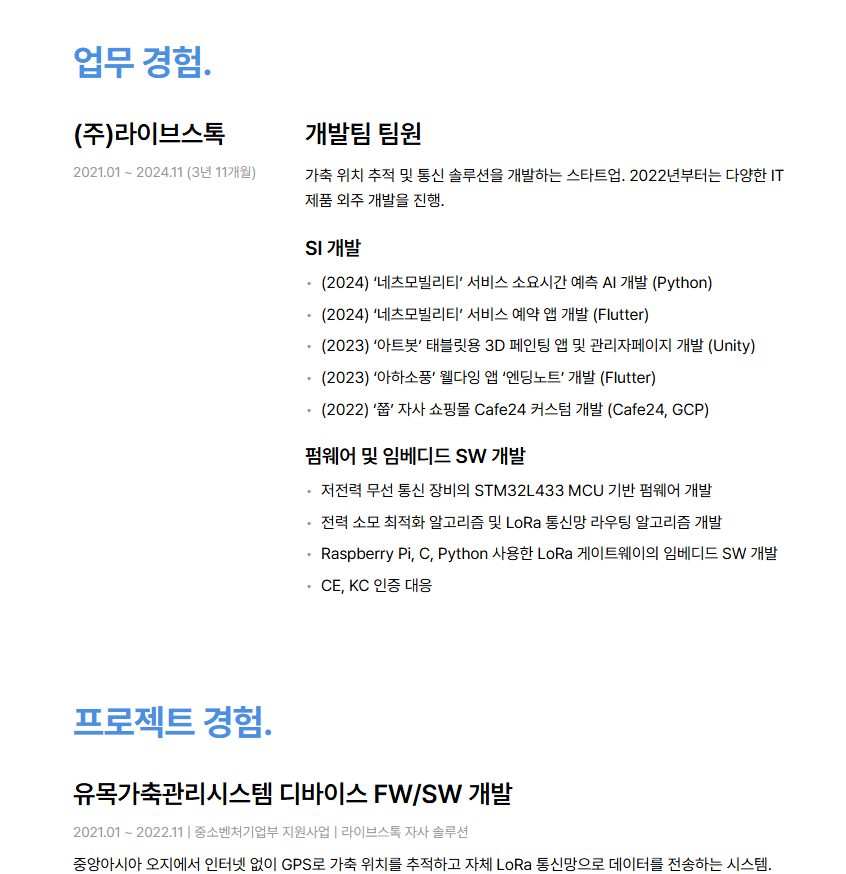 업무 경험.
(주)라이브스톡
2021.01 ~ 2024.11 (3년 11개월)
개발팀 팀원
가축 위치 추적 및 통신 솔루션을 개발하는 스타트업. 2022년부터는 다양한 IT
제품 외주 개발을 진행.
SI 개발
• (2024) ‘네츠모빌리티’ 서비스 소요시간 예측 AI 개발 (Python)
• (2024) ‘네츠모빌리티’ 서비스 예약 앱 개발 (Flutter)
• (2023) ‘아트봇’ 태블릿용 3D 페인팅 앱 및 관리자페이지 개발 (Unity)
• (2023) ‘아하소풍’ 웰다잉 앱 ‘엔딩노트’ 개발 (Flutter)
• (2022) ‘쭙’ 자사 쇼핑몰 Cafe24 커스텀 개발 (Cafe24, GCP)
펌웨어 및 임베디드 SW 개발
• 저전력 무선 통신 장비의 STM32L433 MCU 기반 펌웨어 개발
• 전력 소모 최적화 알고리즘 및 LoRa 통신망 라우팅 알고리즘 개발
• Raspberry Pi, C, Python 사용한 LoRa 게이트웨이의 임베디드 SW 개발
• CE, KC 인증 대응
프로젝트 경험.
유목가축관리시스템 디바이스 FW/SW 개발
2021.01 ~ 2022.11 | 중소벤처기업부 지원사업 | 라이브스톡 자사 솔루션
중앙아시아 오지에서 인터넷 없이 GPS로 가축 위치를 추적하고 자체 LoRa 통신망으로 데이터를 전송하는 시스템.